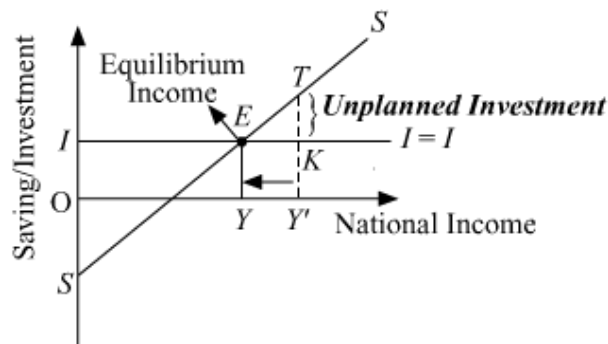 S
Equilibrium
Income
T
E
Unplanned Investment
I
I = I
K
O
Y
Y'
National Income
S
Saving/Investment